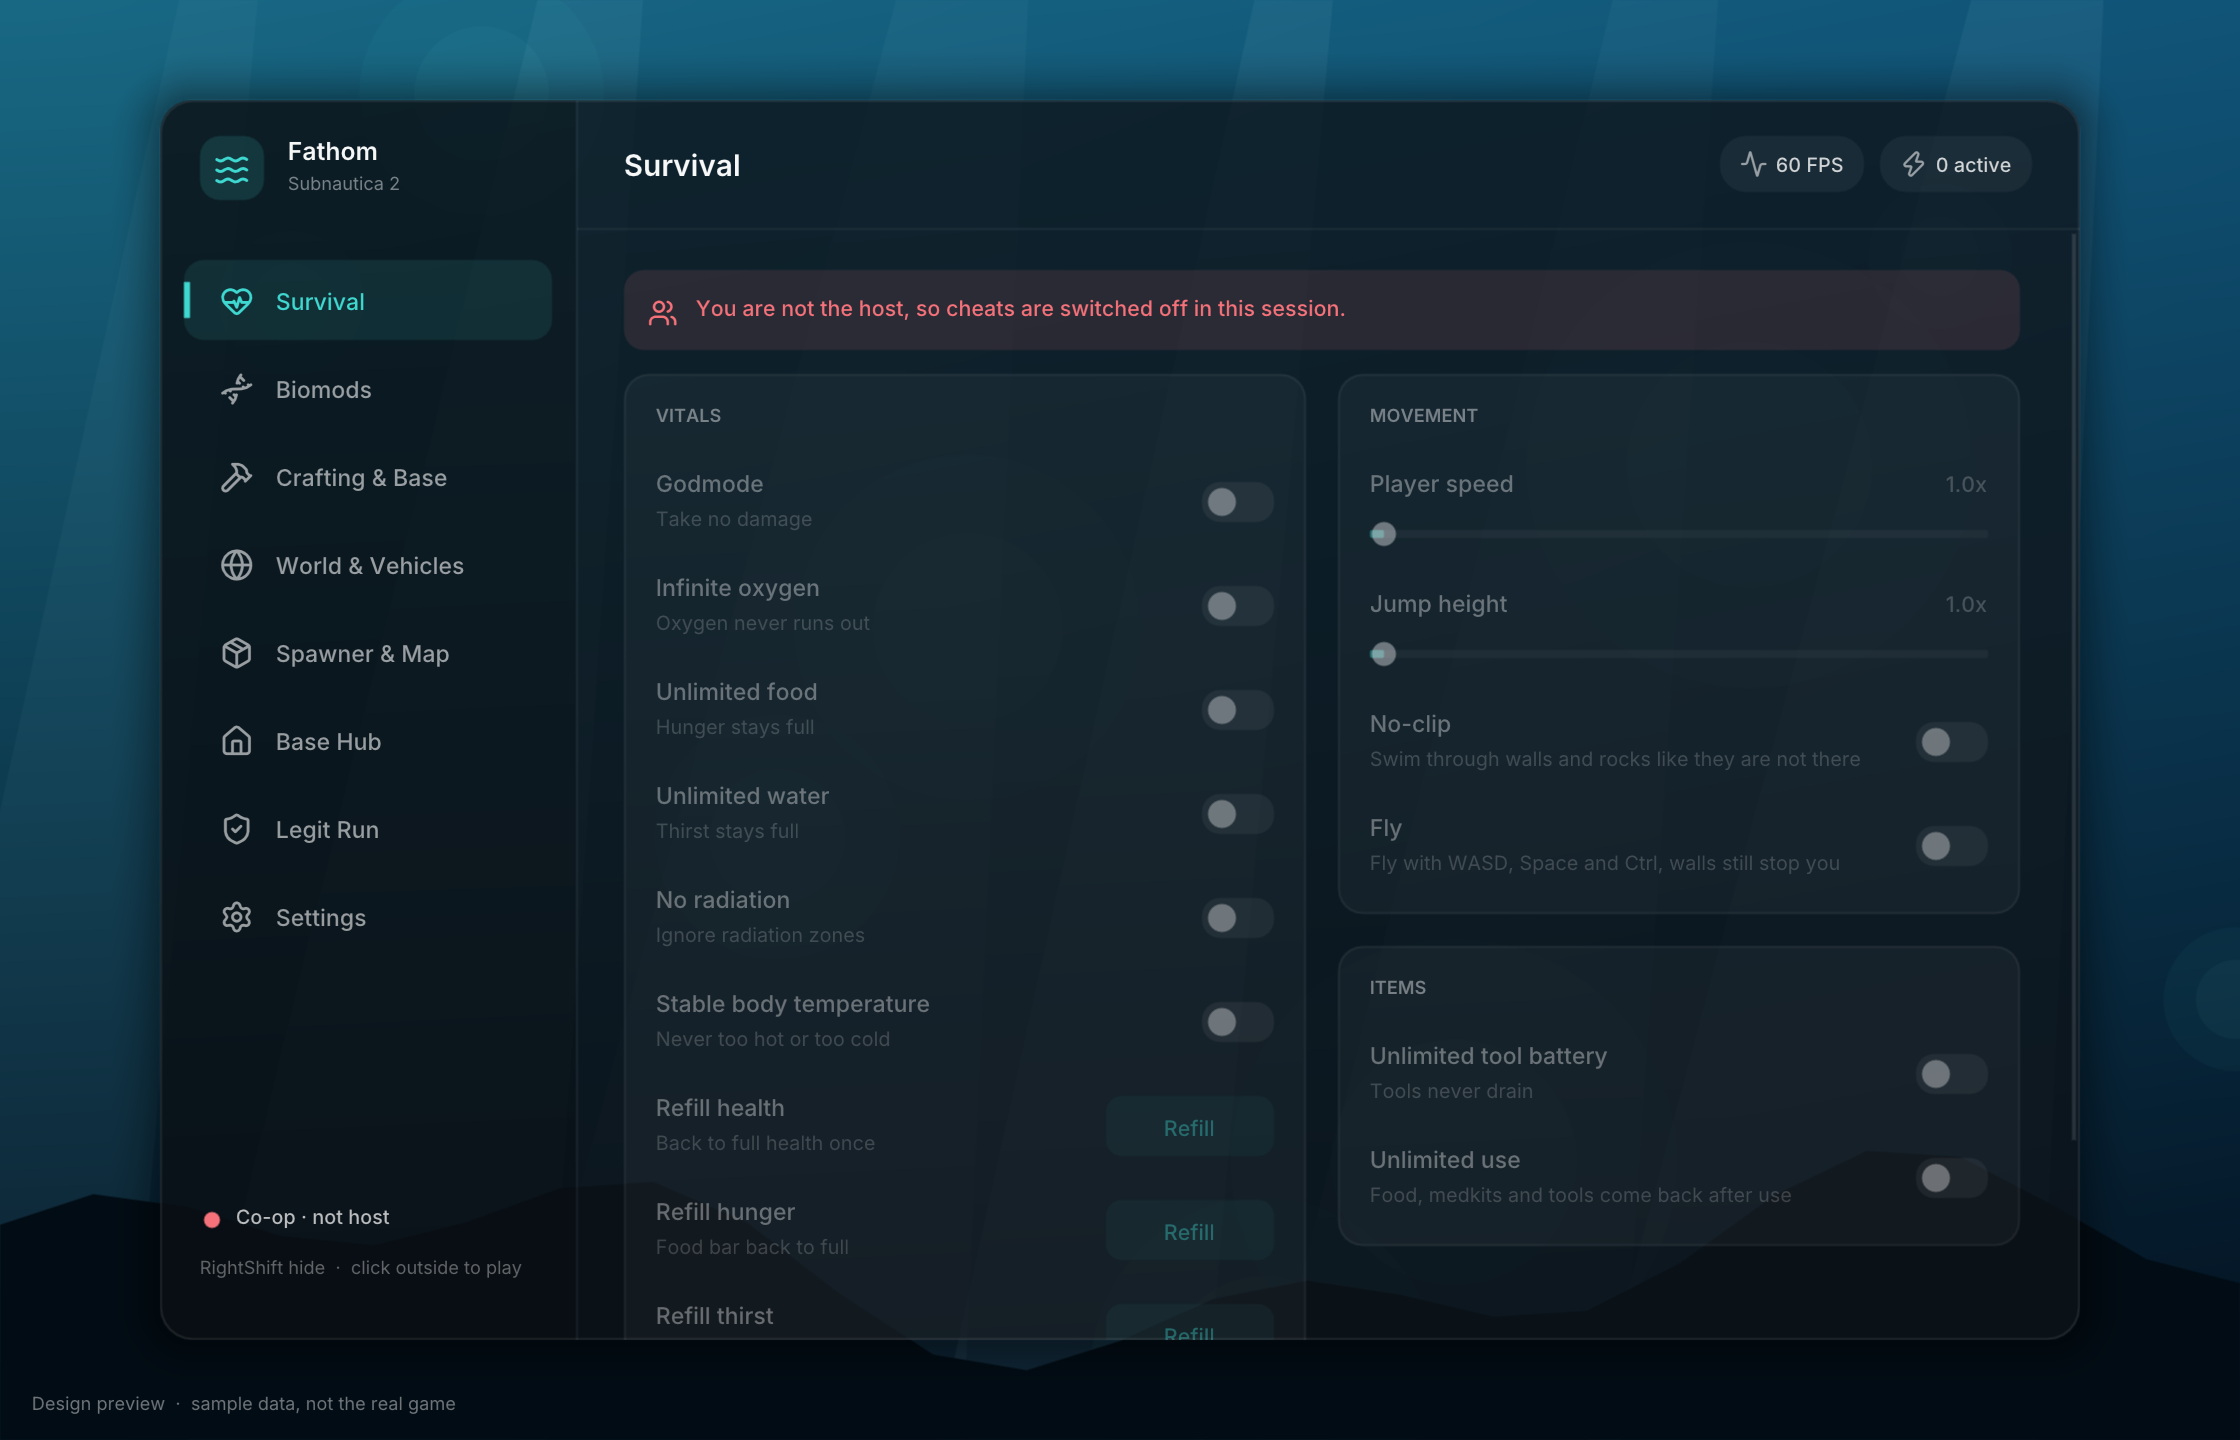 Fathom
Subnautica 2
Survival
Biomods
Crafting & Base
World & Vehicles
Spawner & Map
Base Hub
Legit Run
Settings
Co-op · not host
RightShift hide · click outside to play
Survival
60 FPS
0 active
You are not the host, so cheats are switched off in this session.
VITALS
Godmode
Take no damage
Infinite oxygen
Oxygen never runs out
Unlimited food
Hunger stays full
Unlimited water
Thirst stays full
No radiation
Ignore radiation zones
Stable body temperature
Never too hot or too cold
Refill health
Back to full health once
Refill
Refill hunger
Food bar back to full
Refill
Refill thirst
Refill
MOVEMENT
Player speed
1.0x
Jump height
1.0x
No-clip
Swim through walls and rocks like they are not there
Fly
Fly with WASD, Space and Ctrl, walls still stop you
ITEMS
Unlimited tool battery
Tools never drain
Unlimited use
Food, medkits and tools come back after use
Design preview · sample data, not the real game